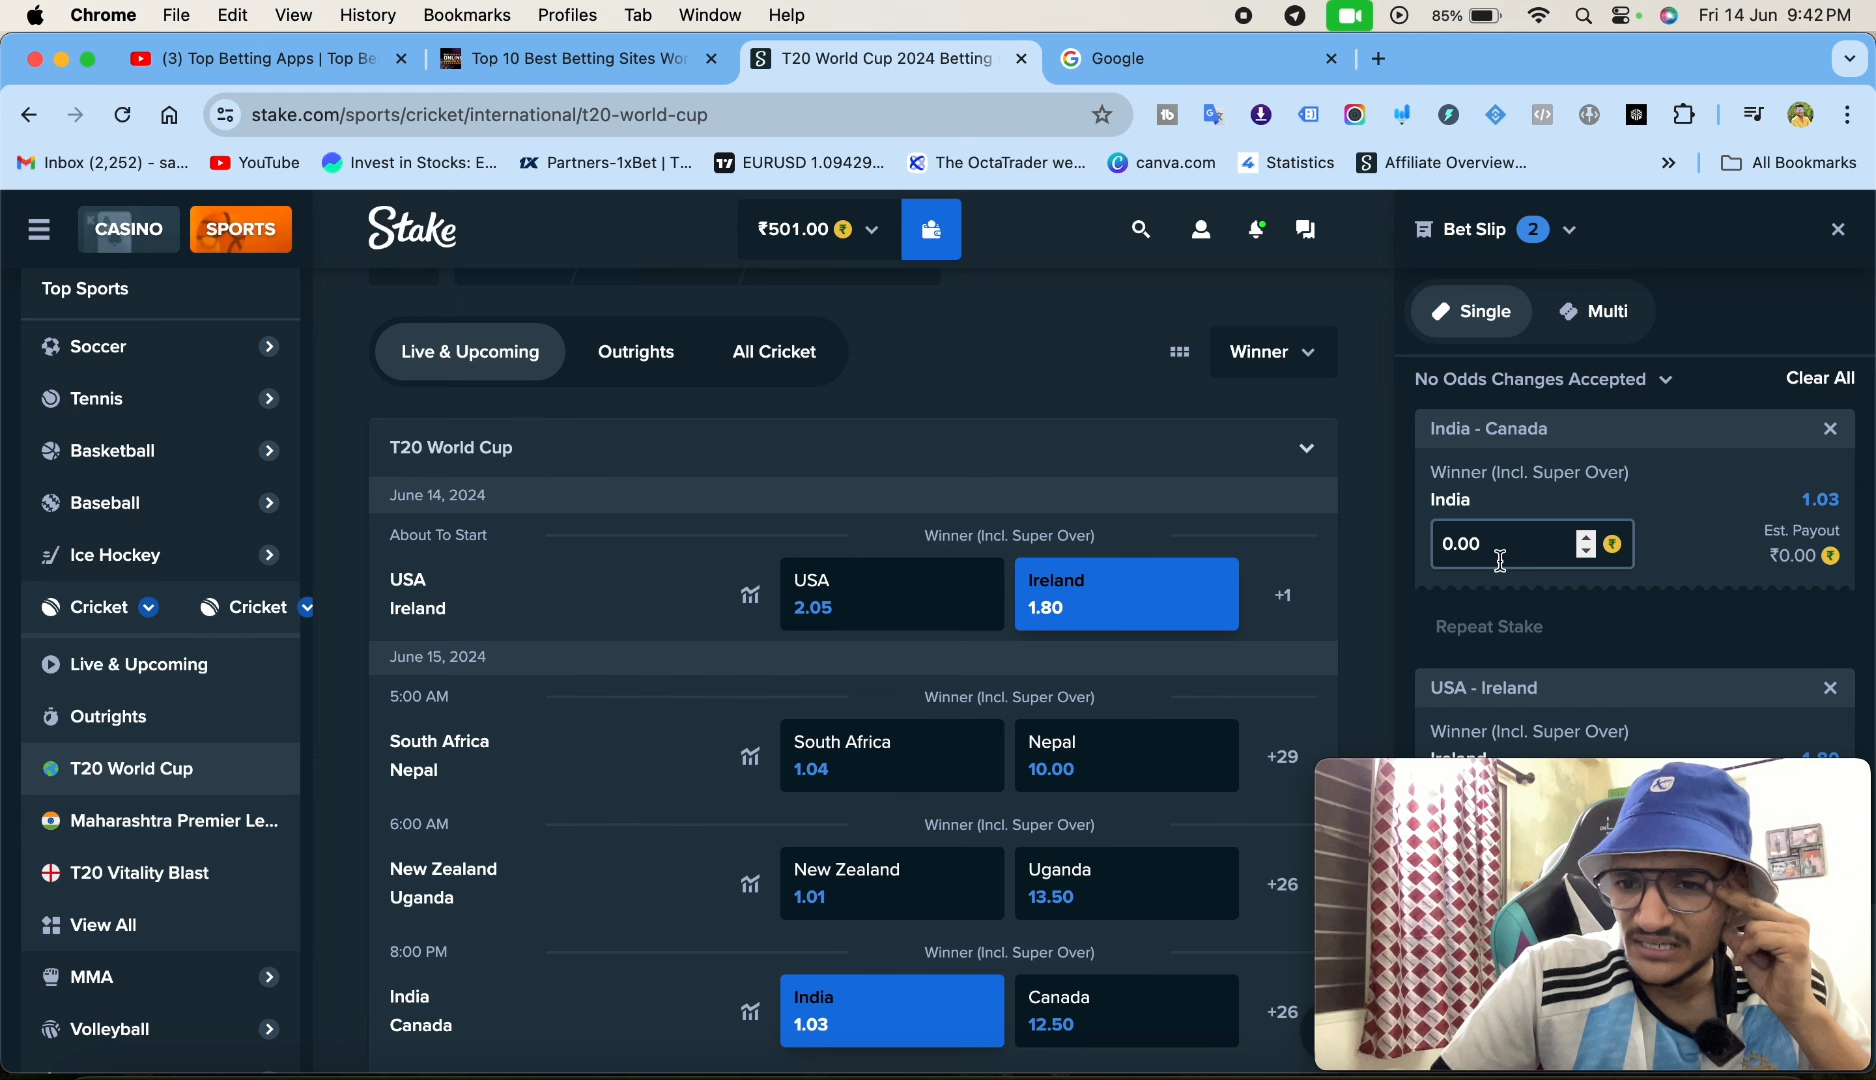 Chrome File Edit View History Bookmarks Profiles Tab Window Help 85% Fri 14 Jun 9:42 PM
(3) Top Betting Apps | Top Be
Top 10 Best Betting Sites Wor
T20 World Cup 2024 Betting
Google
stake.com/sports/cricket/international/t20-world-cup
Inbox (2,252) - sa... YouTube Invest in Stocks: E... Partners-1xBet | T... EURUSD 1.09429... The OctaTrader we... canva.com Statistics Affiliate Overview... » All Bookmarks
CASINO SPORTS
Stake
₹501.00
Bet Slip 2
Top Sports
Soccer
Tennis
Basketball
Baseball
Ice Hockey
Cricket Cricket
Live & Upcoming
Outrights
T20 World Cup
Maharashtra Premier Le...
T20 Vitality Blast
View All
MMA
Volleyball
Live & Upcoming Outrights All Cricket Winner
T20 World Cup
June 14, 2024
About To Start Winner (Incl. Super Over)
USA
Ireland
USA
2.05
Ireland
1.80
+1
June 15, 2024
5:00 AM Winner (Incl. Super Over)
South Africa
Nepal
South Africa
1.04
Nepal
10.00
+29
6:00 AM Winner (Incl. Super Over)
New Zealand
Uganda
New Zealand
1.01
Uganda
13.50
+26
8:00 PM Winner (Incl. Super Over)
India
Canada
India
1.03
Canada
12.50
+26
Single Multi
No Odds Changes Accepted Clear All
India - Canada
Winner (Incl. Super Over)
India 1.03
0.00
Est. Payout
₹0.00
Repeat Stake
USA - Ireland
Winner (Incl. Super Over)
Ireland 1.80